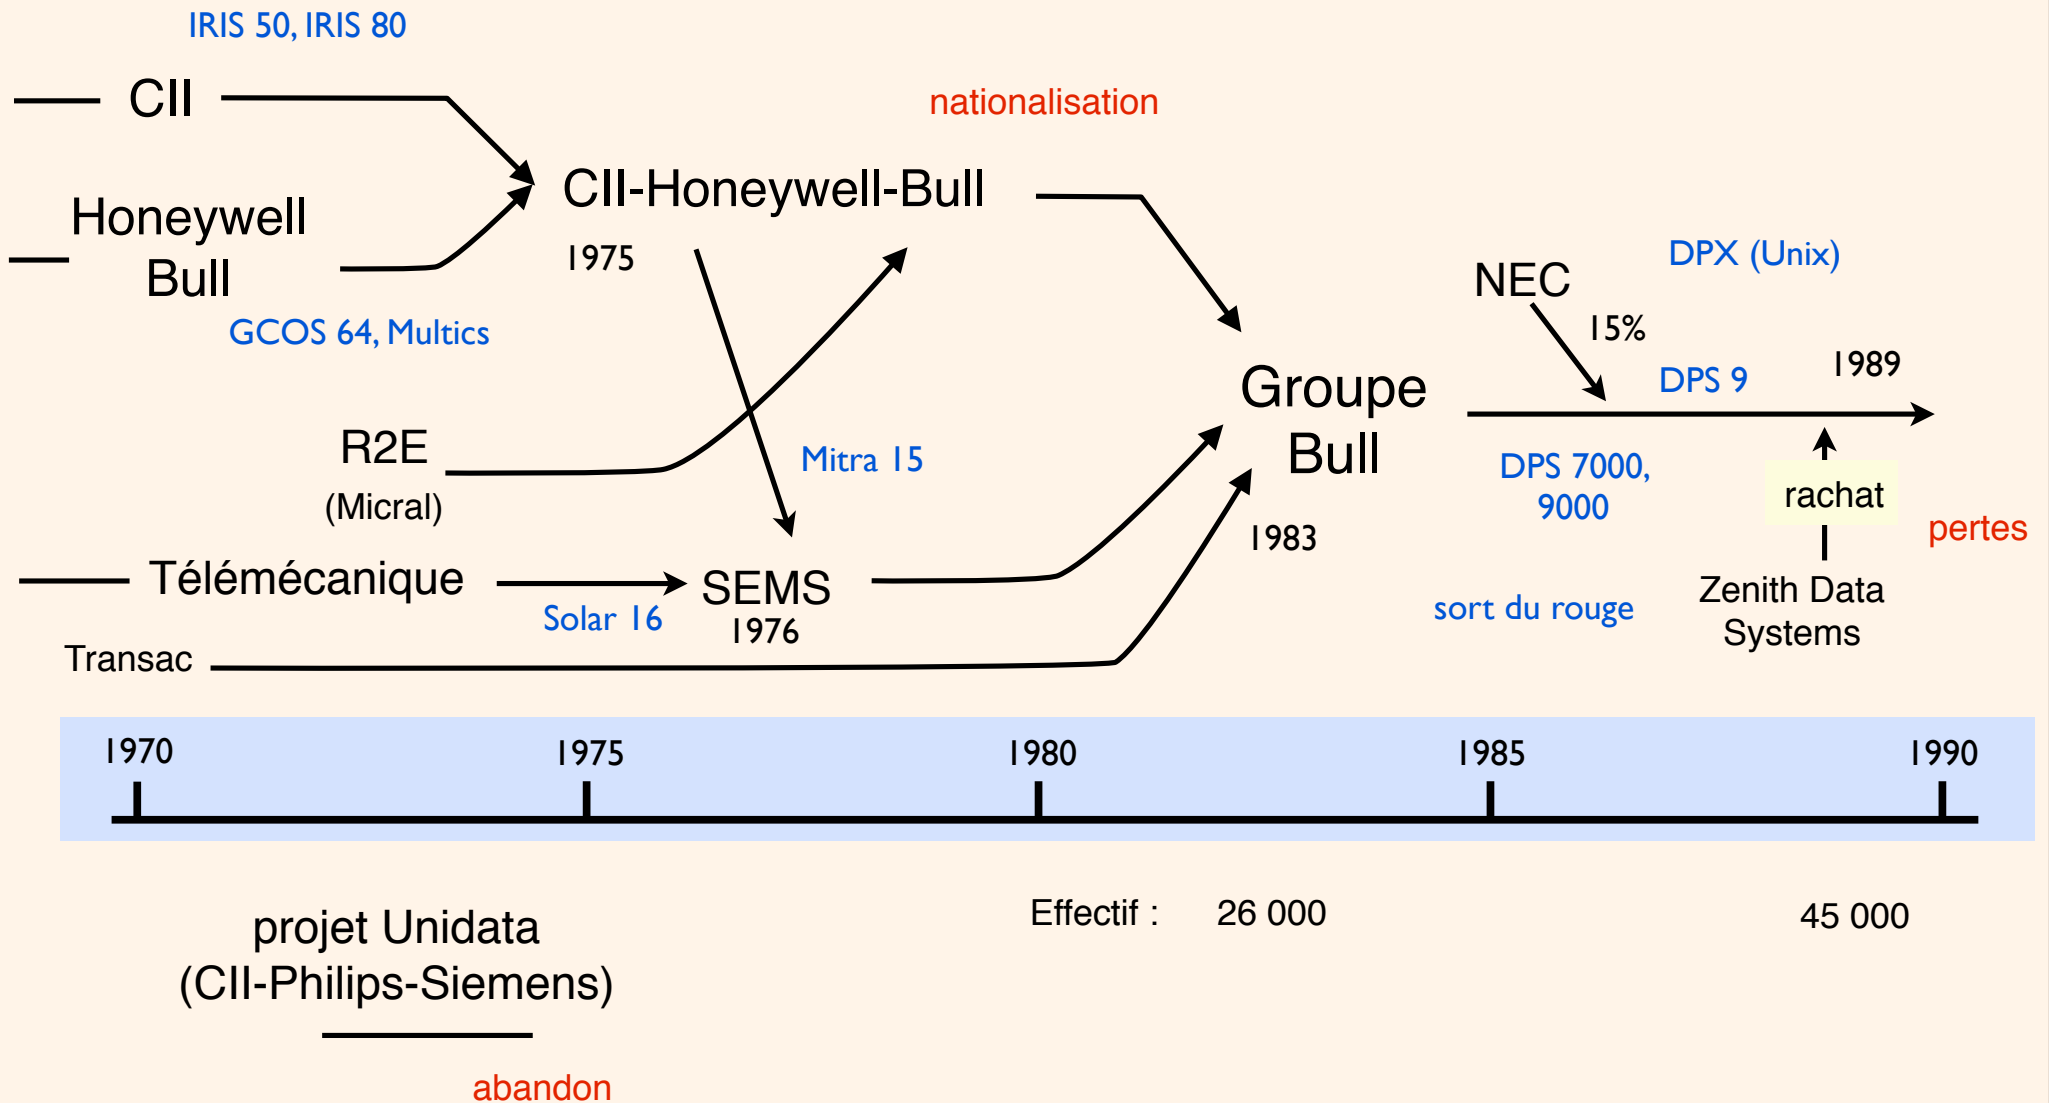 IRIS 50, IRIS 80
CII
nationalisation
CII-Honeywell-Bull
1975
Honeywell
Bull
GCOS 64, Multics
DPX (Unix)
NEC
15%
DPS 9
1989
Groupe
Bull
1983
R2E
(Micral)
Mitra 15
DPS 7000,
9000
rachat
pertes
Télémécanique
Solar 16
SEMS
1976
sort du rouge
Zenith Data
Systems
Transac
1970
1975
1980
1985
1990
projet Unidata
(CII-Philips-Siemens)
abandon
Effectif :
26 000
45 000